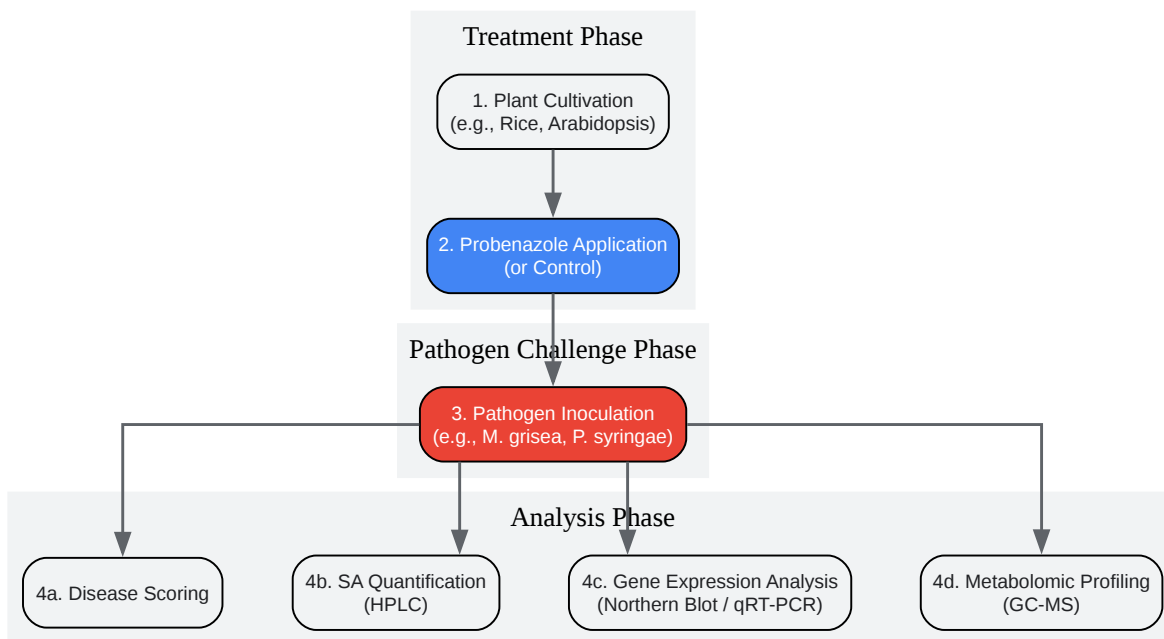 Treatment Phase
1. Plant Cultivation
(e.g., Rice, Arabidopsis)
2. Probenazole Application
(or Control)
Pathogen Challenge Phase
3. Pathogen Inoculation
(e.g., M. grisea, P. syringae)
Analysis Phase
4a. Disease Scoring
4b. SA Quantification
(HPLC)
4c. Gene Expression Analysis
(Northern Blot / qRT-PCR)
4d. Metabolomic Profiling
(GC-MS)